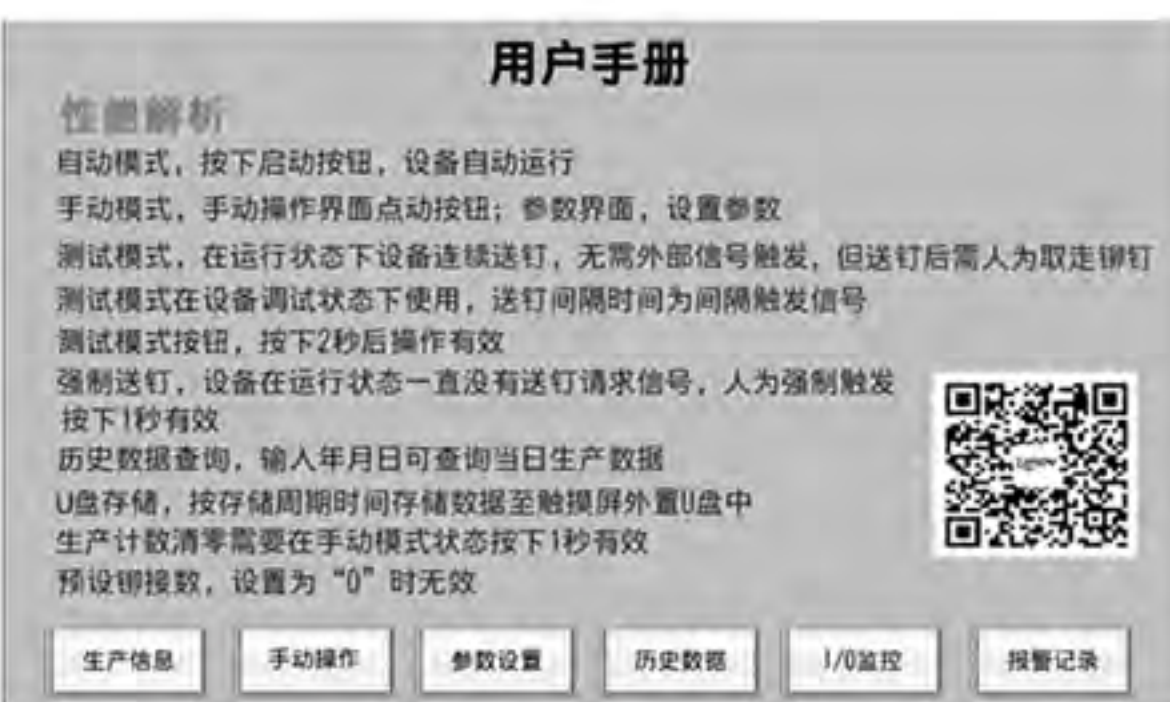 用户手册
性能解析
自动模式，按下启动按钮，设备自动运行
手动模式，手动操作界面点动按钮；参数界面，设置参数
测试模式，在运行状态下设备连续送钉，无需外部信号触发，但送钉后需人为取走铆钉
测试模式在设备调试状态下使用，送钉间隔时间为间隔触发信号
测试模式按钮，按下2秒后操作有效
强制送钉，设备在运行状态一直没有送钉请求信号，人为强制触发
按下1秒有效
历史数据查询，输入年月日可查询当日生产数据
U盘存储，按存储周期时间存储数据至触摸屏外置U盘中
生产计数清零需要在手动模式状态按下1秒有效
预设铆接数，设置为“0”时无效
生产信息
手动操作
参数设置
历史数据
I/O监控
报警记录